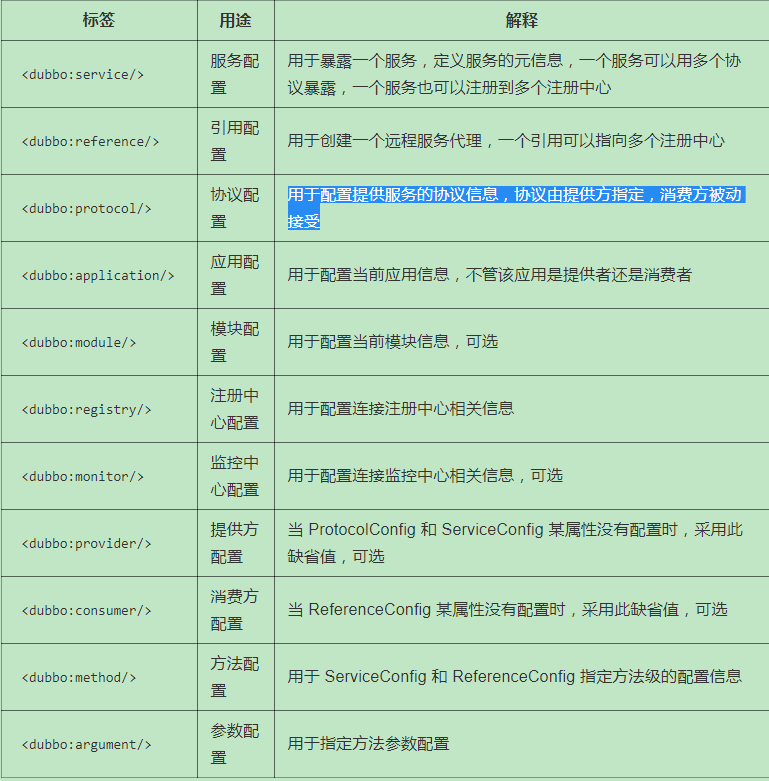 标签 用途 解释
<dubbo:service/> 服务配置 用于暴露一个服务，定义服务的元信息，一个服务可以用多个协
议暴露，一个服务也可以注册到多个注册中心
<dubbo:reference/> 引用配置 用于创建一个远程服务代理，一个引用可以指向多个注册中心
<dubbo:protocol/> 协议配置 用于配置提供服务的协议信息，协议由提供方指定，消费方被动
接受
<dubbo:application/> 应用配置 用于配置当前应用信息，不管该应用是提供者还是消费者
<dubbo:module/> 模块配置 用于配置当前模块信息，可选
<dubbo:registry/> 注册中心配置 用于配置连接注册中心相关信息
<dubbo:monitor/> 监控中心配置 用于配置连接监控中心相关信息，可选
<dubbo:provider/> 提供方配置 当 ProtocolConfig 和 ServiceConfig 某属性没有配置时，采用此
缺省值，可选
<dubbo:consumer/> 消费方配置 当 ReferenceConfig 某属性没有配置时，采用此缺省值，可选
<dubbo:method/> 方法配置 用于 ServiceConfig 和 ReferenceConfig 指定方法级的配置信息
<dubbo:argument/> 参数配置 用于指定方法参数配置